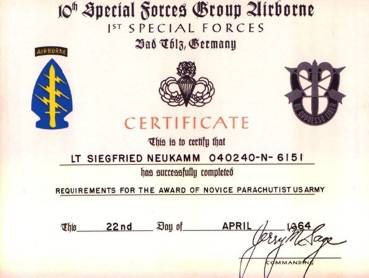 10th Special Forces Group Airborne
1ST SPECIAL FORCES
Bad Tölz, Germany
AIRBORNE
CERTIFICATE
This is to certify that
LT SIEGFRIED NEUKAMM 040240-N-6151
has successfully completed
REQUIREMENTS FOR THE AWARD OF NOVICE PARACHUTIST US ARMY
This 22nd Day of APRIL 1964
COMMANDING